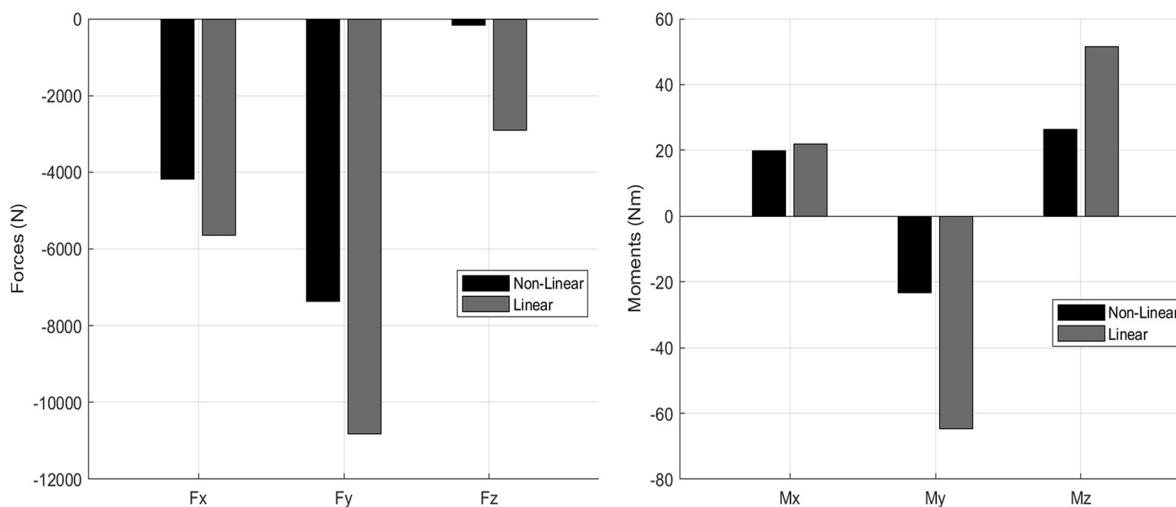 0
-2000
-4000
-6000
-8000
-10000
-12000
Forces (N)
Fx
Fy
Fz
Non-Linear
Linear
60
40
20
0
-20
-40
-60
-80
Moments (Nm)
Mx
My
Mz
Non-Linear
Linear